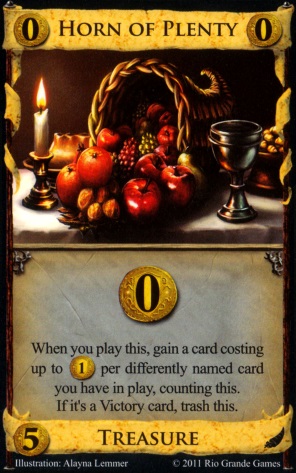 0 HORN OF PLENTY 0
0
When you play this, gain a card costing
up to 1 per differently named card
you have in play, counting this.
If it's a Victory card, trash this.
5 TREASURE
Illustration: Alayna Lemmer © 2011 Rio Grande Games